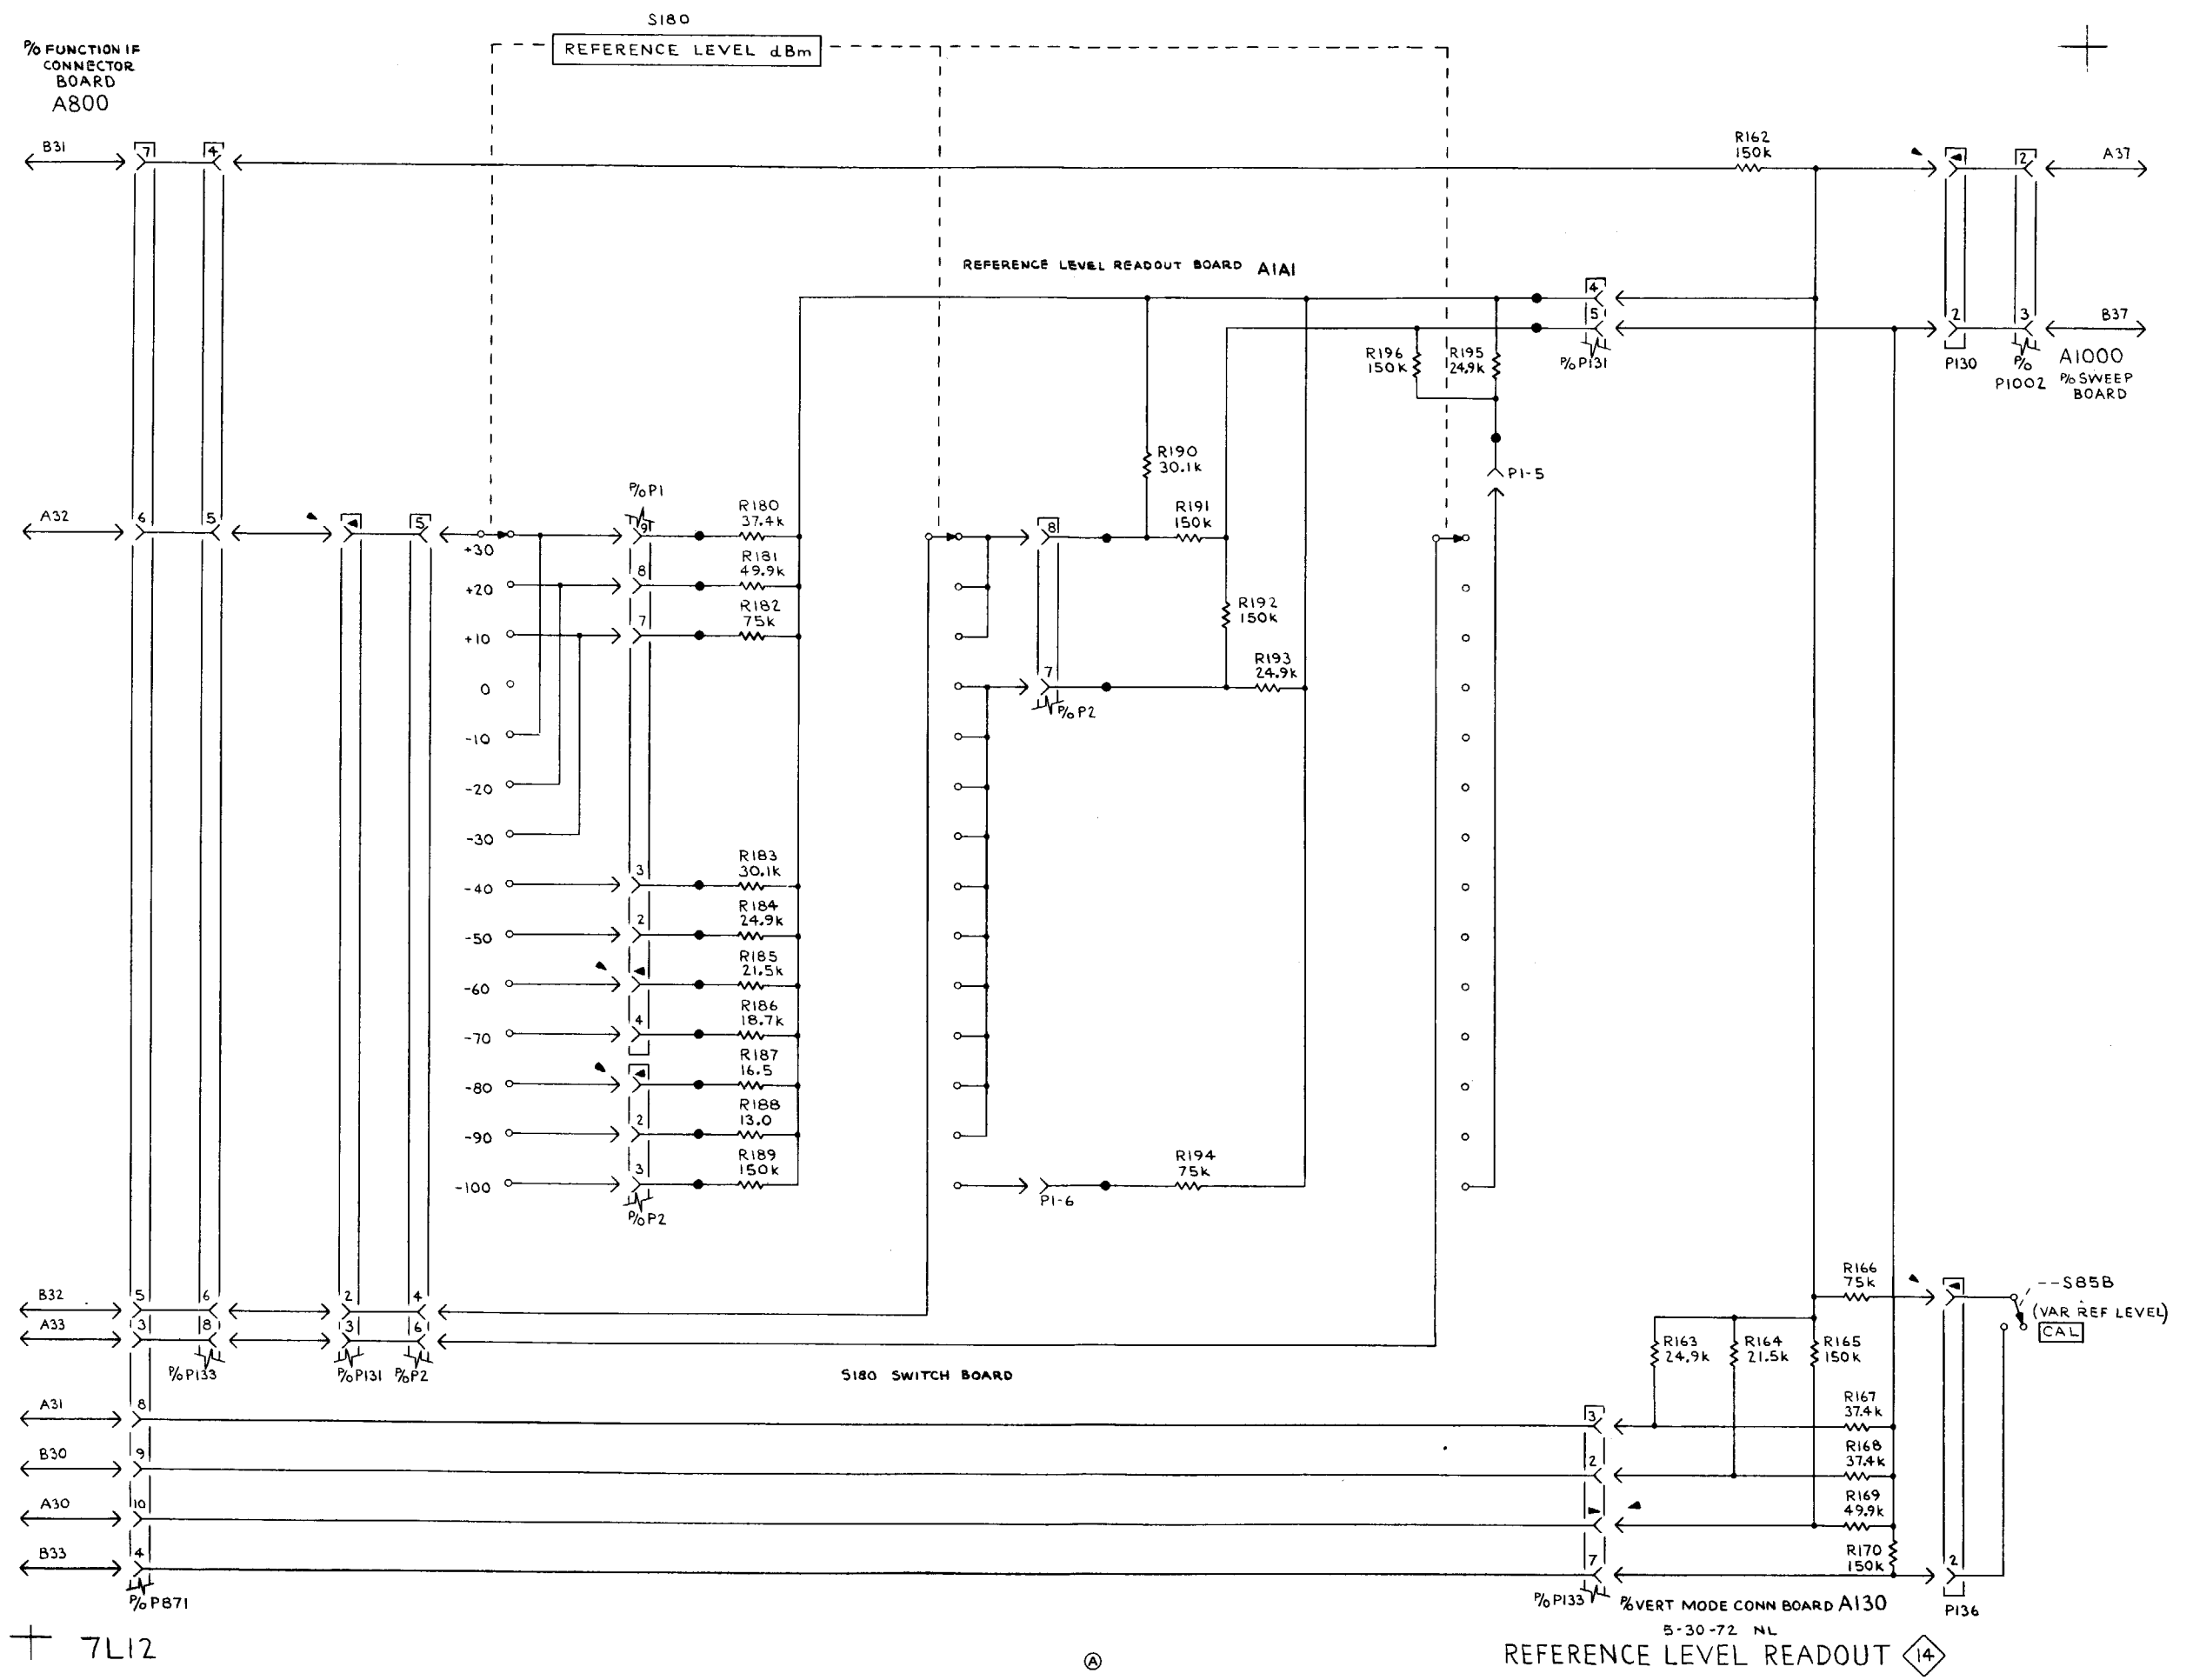 S180
REFERENCE LEVEL dBm
P/O FUNCTION IF
CONNECTOR
BOARD
A800
B31
7
4
R162
150k
2
A37
REFERENCE LEVEL READOUT BOARD A1A1
4
5
P/O P131
R196
150k
R195
24.9k
2
3
B37
P130
P/O
P1002
A1000
P/O SWEEP
BOARD
R190
30.1k
P1-5
A32
6
5
5
P/O P1
9
R180
37.4k
8
R191
150k
+30
+20
8
R181
49.9k
+10
7
R182
75k
R192
150k
0
7
P/O P2
R193
24.9k
-10
-20
-30
-40
3
R183
30.1k
-50
2
R184
24.9k
-60
R185
21.5k
-70
4
R186
18.7k
-80
R187
16.5
-90
2
R188
13.0
-100
3
R189
150k
P/O P2
P1-6
R194
75k
B32
5
6
2
4
A33
3
8
3
6
P/O P133
P/O P131
P/O P2
S180 SWITCH BOARD
R166
75k
--S85B
(VAR REF LEVEL)
CAL
R163
24.9k
R164
21.5k
R165
150k
A31
8
3
R167
37.4k
B30
9
2
R168
37.4k
A30
10
R169
49.9k
B33
4
7
R170
150k
2
P/O P871
P/O P133
P/O VERT MODE CONN BOARD A130
P136
5-30-72 NL
7L12
A
REFERENCE LEVEL READOUT 14